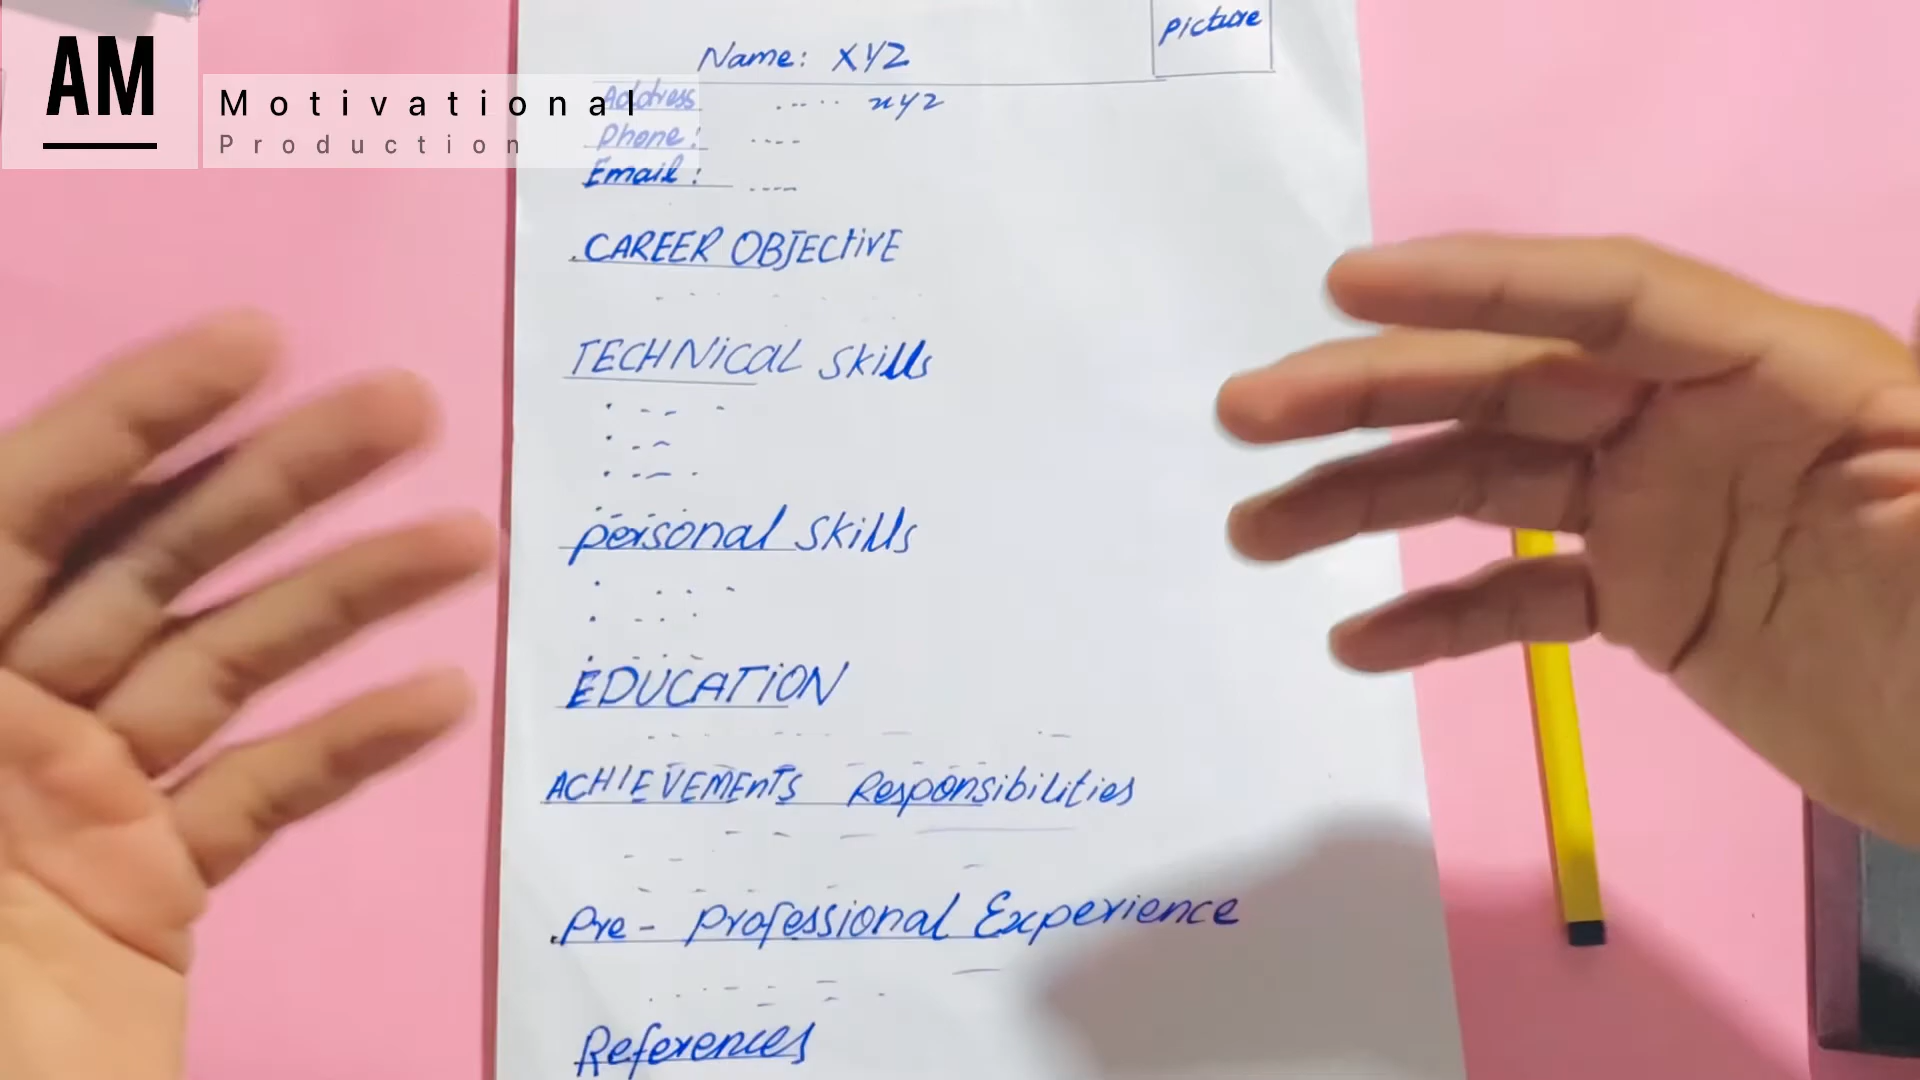 AM
Motivational
Production
picture
Name: XYZ
Address ..... xyz
Phone: ----
Email: ----
CAREER OBJECTIVE
TECHNICAL Skills
personal Skills
EDUCATION
ACHIEVEMENTS Responsibilities
Pre- Professional Experience
References